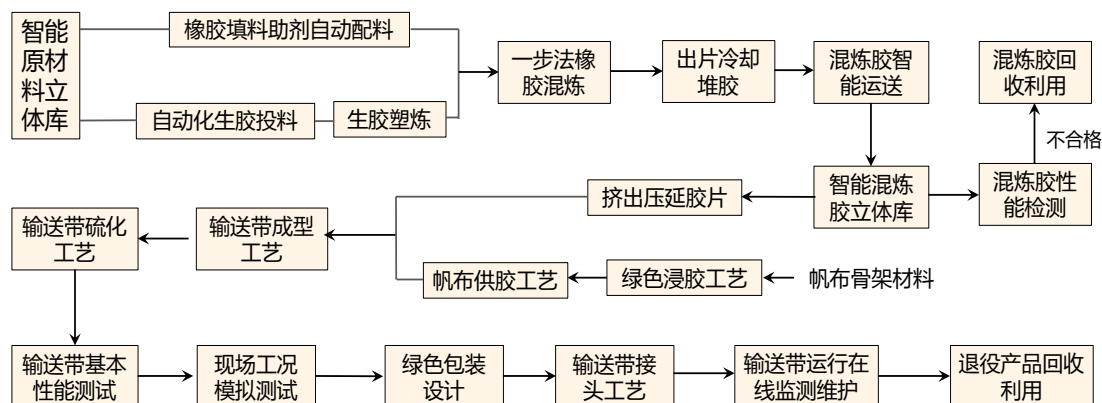 智能
原材
料立
体库
橡胶填料助剂自动配料
自动化生胶投料
生胶塑炼
一步法橡
胶混炼
出片冷却
堆胶
混炼胶智
能运送
混炼胶回
收利用
不合格
智能混炼
胶立体库
混炼胶性
能检测
挤出压延胶片
帆布供胶工艺
绿色浸胶工艺
帆布骨架材料
输送带成型
工艺
输送带硫化
工艺
输送带基本
性能测试
现场工况
模拟测试
绿色包装
设计
输送带接
头工艺
输送带运行在
线监测维护
退役产品回收
利用